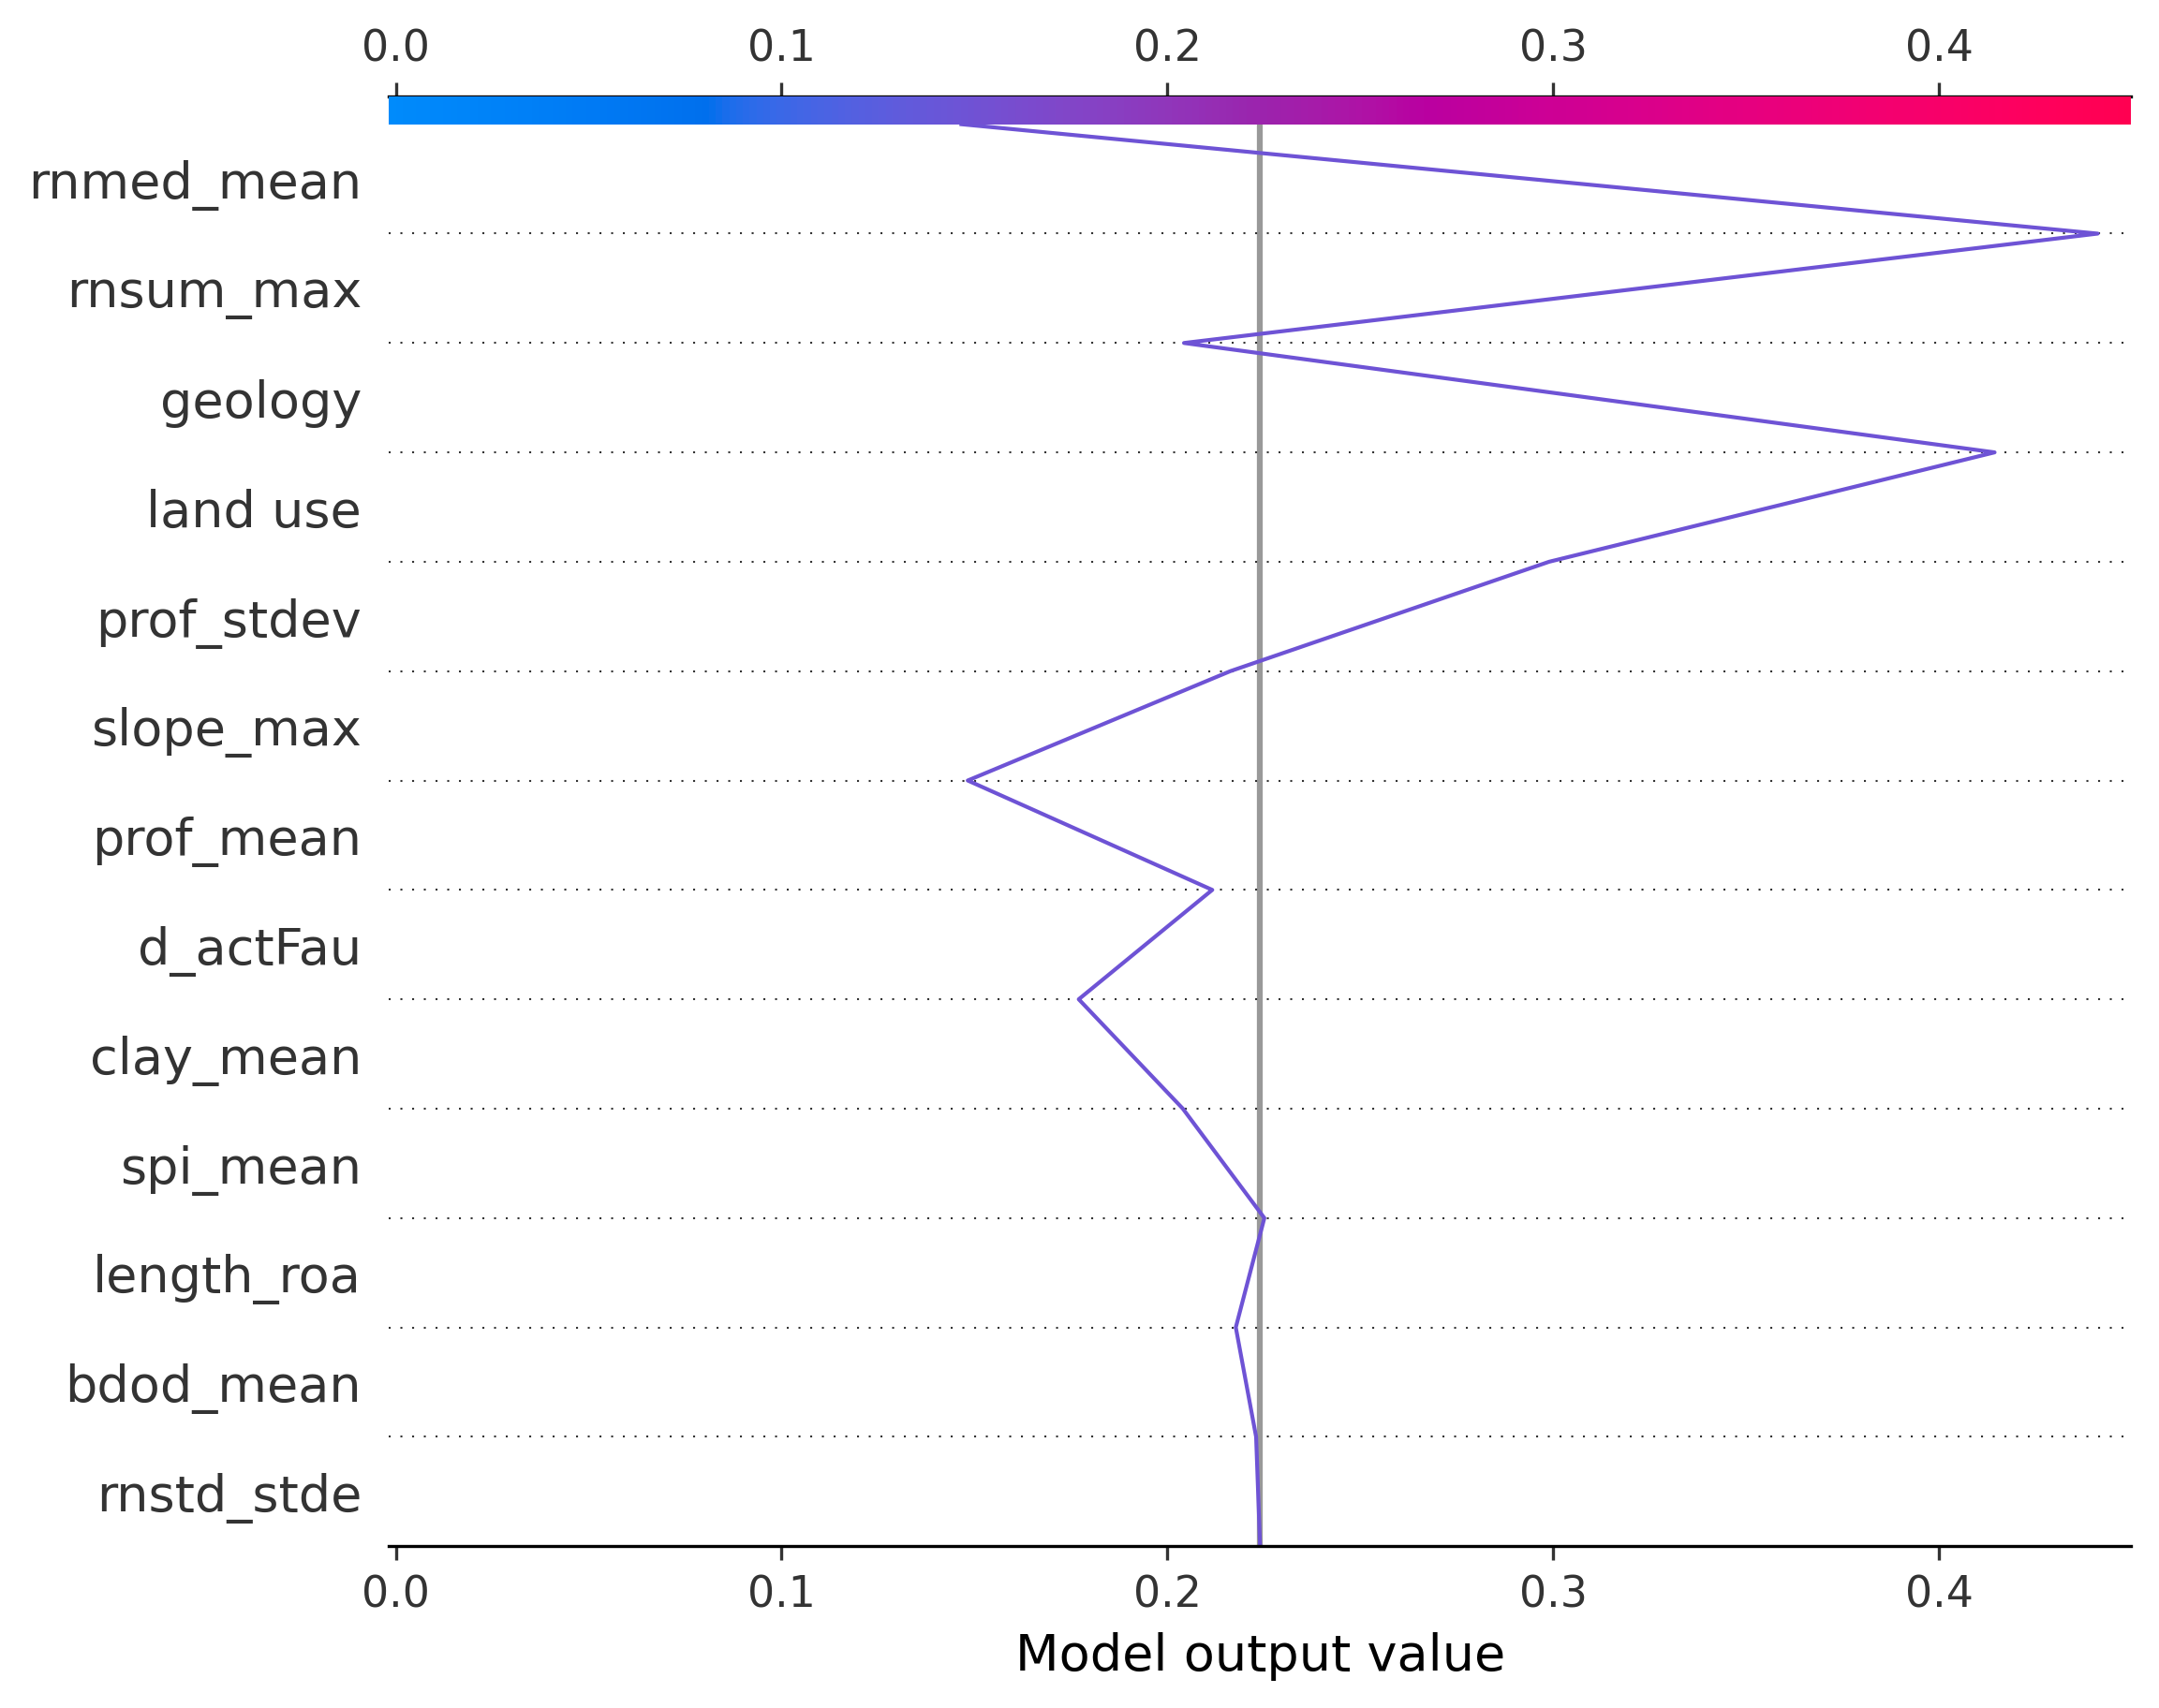 0.0 0.1 0.2 0.3 0.4
rnmed_mean
rnsum_max
geology
land use
prof_stdev
slope_max
prof_mean
d_actFau
clay_mean
spi_mean
length_roa
bdod_mean
rnstd_stde
0.0 0.1 0.2 0.3 0.4
Model output value